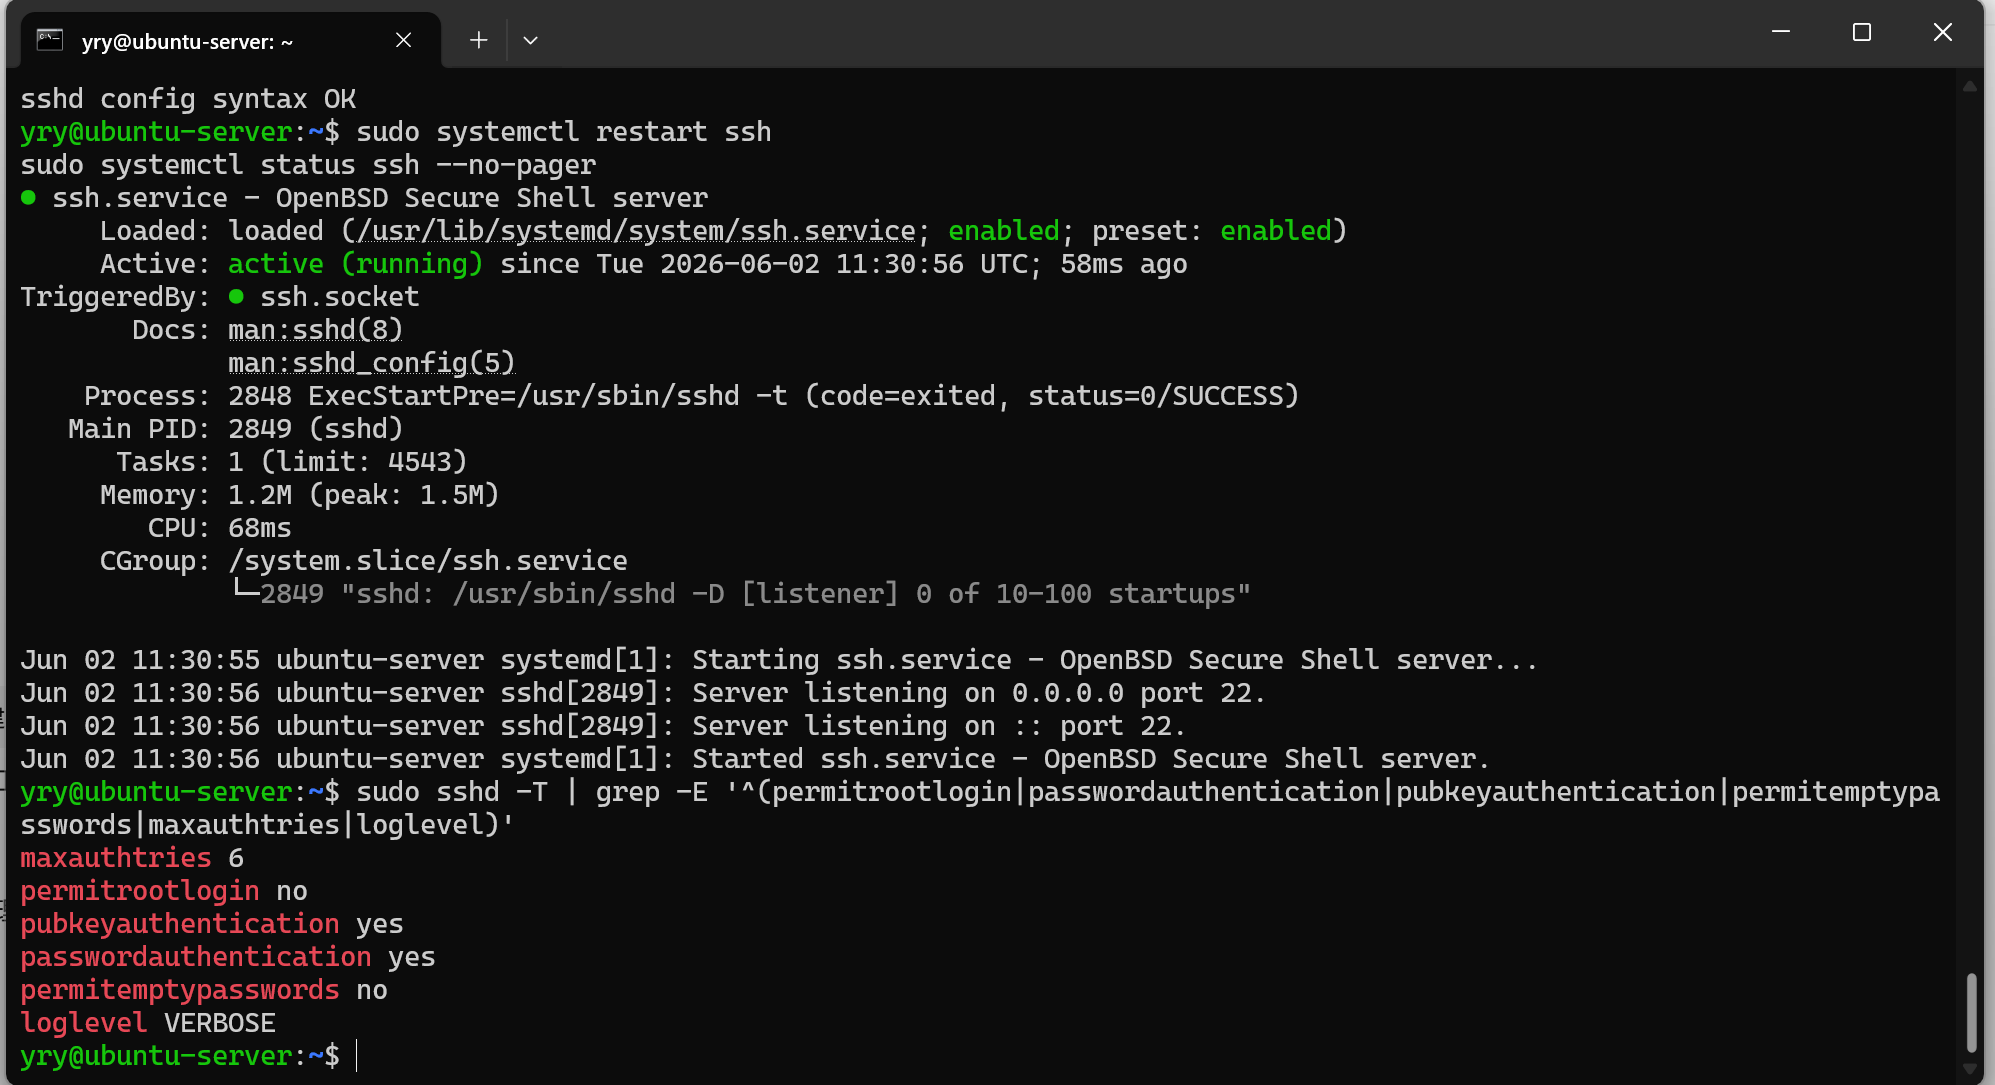 yry@ubuntu-server: ~
sshd config syntax OK
yry@ubuntu-server:~$ sudo systemctl restart ssh
sudo systemctl status ssh --no-pager
● ssh.service - OpenBSD Secure Shell server
     Loaded: loaded (/usr/lib/systemd/system/ssh.service; enabled; preset: enabled)
     Active: active (running) since Tue 2026-06-02 11:30:56 UTC; 58ms ago
TriggeredBy: ● ssh.socket
       Docs: man:sshd(8)
             man:sshd_config(5)
    Process: 2848 ExecStartPre=/usr/sbin/sshd -t (code=exited, status=0/SUCCESS)
   Main PID: 2849 (sshd)
      Tasks: 1 (limit: 4543)
     Memory: 1.2M (peak: 1.5M)
        CPU: 68ms
     CGroup: /system.slice/ssh.service
             └─2849 "sshd: /usr/sbin/sshd -D [listener] 0 of 10-100 startups"
Jun 02 11:30:55 ubuntu-server systemd[1]: Starting ssh.service - OpenBSD Secure Shell server...
Jun 02 11:30:56 ubuntu-server sshd[2849]: Server listening on 0.0.0.0 port 22.
Jun 02 11:30:56 ubuntu-server sshd[2849]: Server listening on :: port 22.
Jun 02 11:30:56 ubuntu-server systemd[1]: Started ssh.service - OpenBSD Secure Shell server.
yry@ubuntu-server:~$ sudo sshd -T | grep -E '^(permitrootlogin|passwordauthentication|pubkeyauthentication|permitemptypa
sswords|maxauthtries|loglevel)'
maxauthtries 6
permitrootlogin no
pubkeyauthentication yes
passwordauthentication yes
permitemptypasswords no
loglevel VERBOSE
yry@ubuntu-server:~$